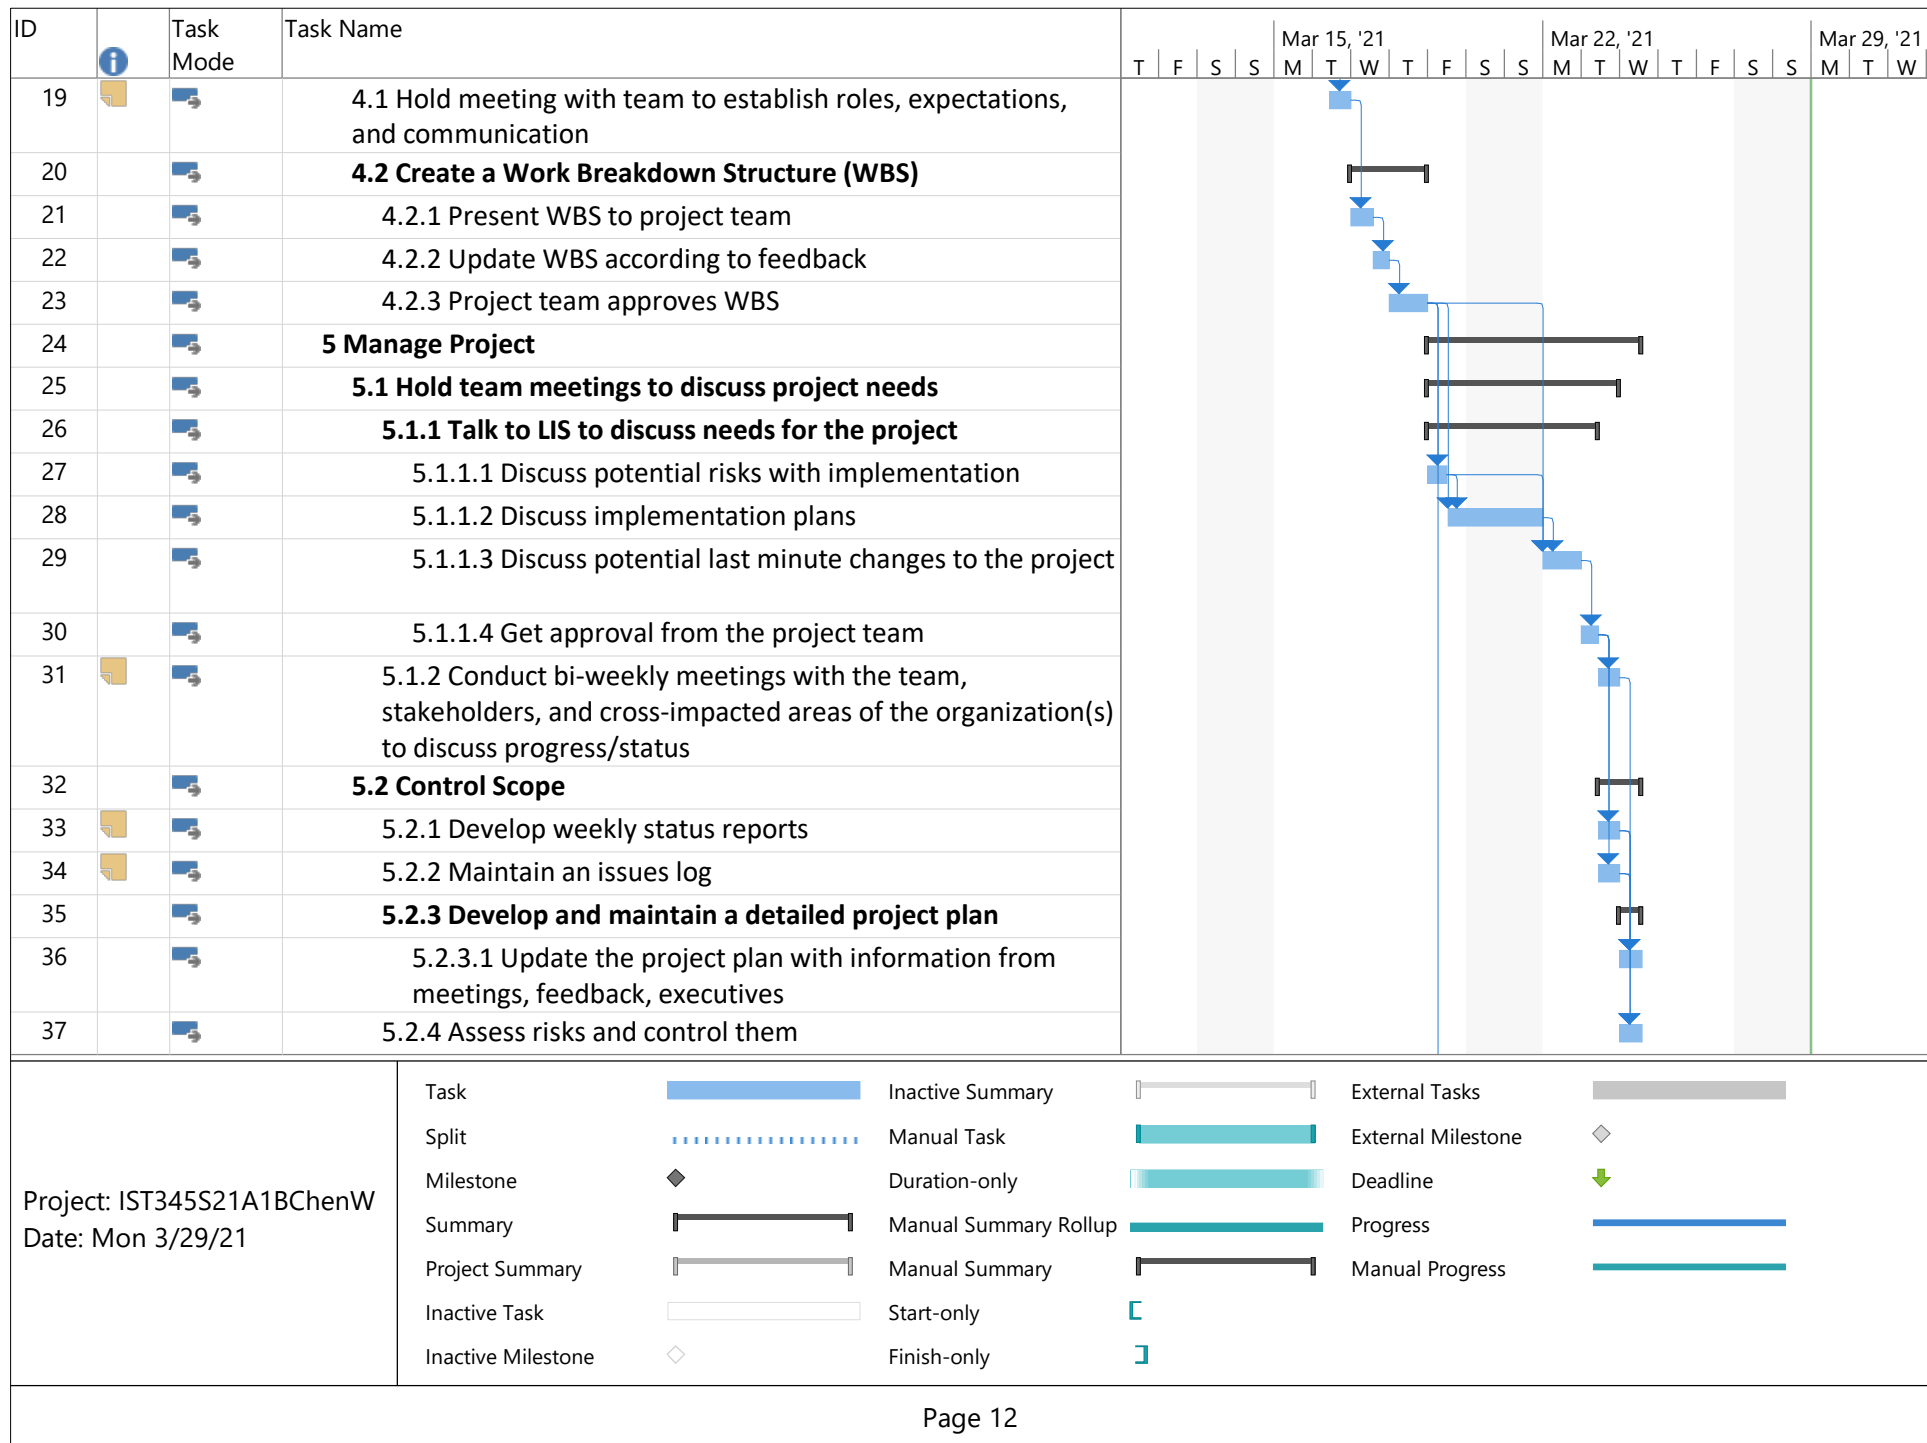 ID
Task
Mode
Task Name
Mar 15, '21
Mar 22, '21
Mar 29, '21
T F S S M T W T F S S M T W T F S S M T W
19 4.1 Hold meeting with team to establish roles, expectations,
and communication
20 4.2 Create a Work Breakdown Structure (WBS)
21 4.2.1 Present WBS to project team
22 4.2.2 Update WBS according to feedback
23 4.2.3 Project team approves WBS
24 5 Manage Project
25 5.1 Hold team meetings to discuss project needs
26 5.1.1 Talk to LIS to discuss needs for the project
27 5.1.1.1 Discuss potential risks with implementation
28 5.1.1.2 Discuss implementation plans
29 5.1.1.3 Discuss potential last minute changes to the project
30 5.1.1.4 Get approval from the project team
31 5.1.2 Conduct bi-weekly meetings with the team,
stakeholders, and cross-impacted areas of the organization(s)
to discuss progress/status
32 5.2 Control Scope
33 5.2.1 Develop weekly status reports
34 5.2.2 Maintain an issues log
35 5.2.3 Develop and maintain a detailed project plan
36 5.2.3.1 Update the project plan with information from
meetings, feedback, executives
37 5.2.4 Assess risks and control them
Project: IST345S21A1BChenW
Date: Mon 3/29/21
Task
Split
Milestone
Summary
Project Summary
Inactive Task
Inactive Milestone
Inactive Summary
Manual Task
Duration-only
Manual Summary Rollup
Manual Summary
Start-only
Finish-only
External Tasks
External Milestone
Deadline
Progress
Manual Progress
Page 12